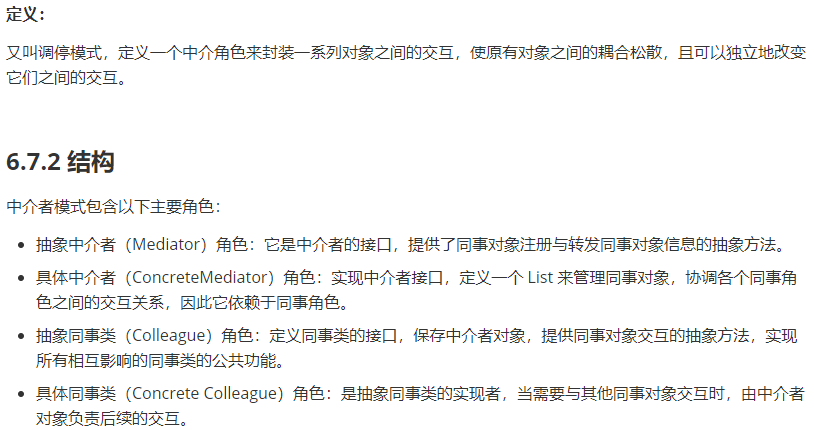 定义：
又叫调停模式，定义一个中介角色来封装一系列对象之间的交互，使原有对象之间的耦合松散，且可以独立地改变
它们之间的交互。
6.7.2 结构
中介者模式包含以下主要角色：
• 抽象中介者（Mediator）角色：它是中介者的接口，提供了同事对象注册与转发同事对象信息的抽象方法。
• 具体中介者（ConcreteMediator）角色：实现中介者接口，定义一个 List 来管理同事对象，协调各个同事角
色之间的交互关系，因此它依赖于同事角色。
• 抽象同事类（Colleague）角色：定义同事类的接口，保存中介者对象，提供同事对象交互的抽象方法，实现
所有相互影响的同事类的公共功能。
• 具体同事类（Concrete Colleague）角色：是抽象同事类的实现者，当需要与其他同事对象交互时，由中介者
对象负责后续的交互。